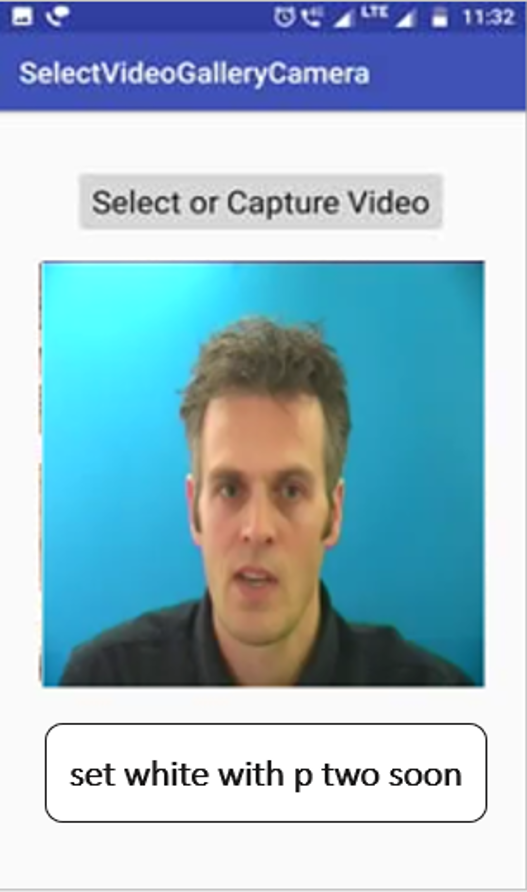 LTE 11:32
SelectVideoGalleryCamera
Select or Capture Video
set white with p two soon